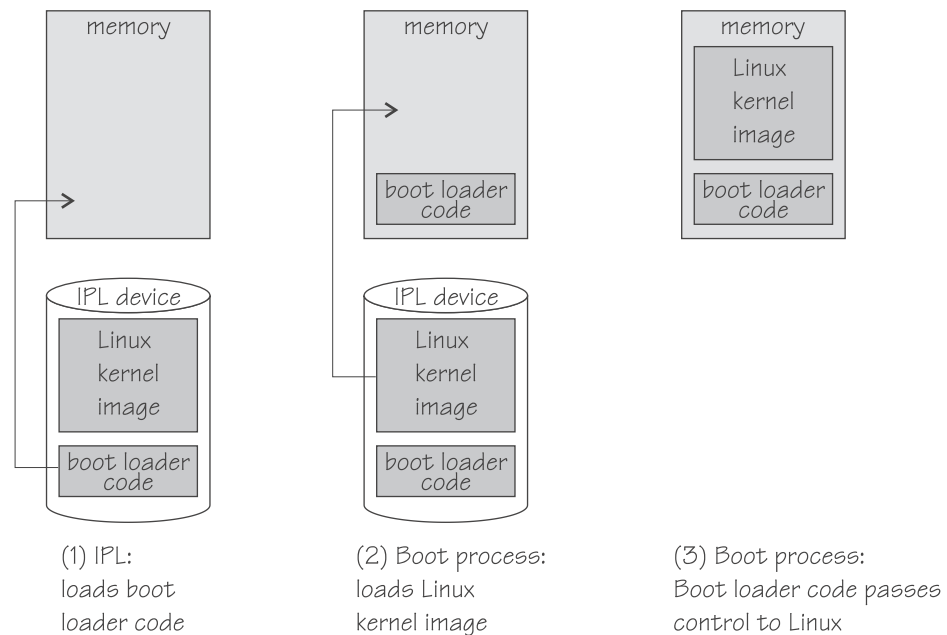 memory
IPL device
Linux
kernel
image
boot loader
code
(1) IPL:
loads boot
loader code
memory
boot loader
code
IPL device
Linux
kernel
image
boot loader
code
(2) Boot process:
loads Linux
kernel image
memory
Linux
kernel
image
boot loader
code
(3) Boot process:
Boot loader code passes
control to Linux